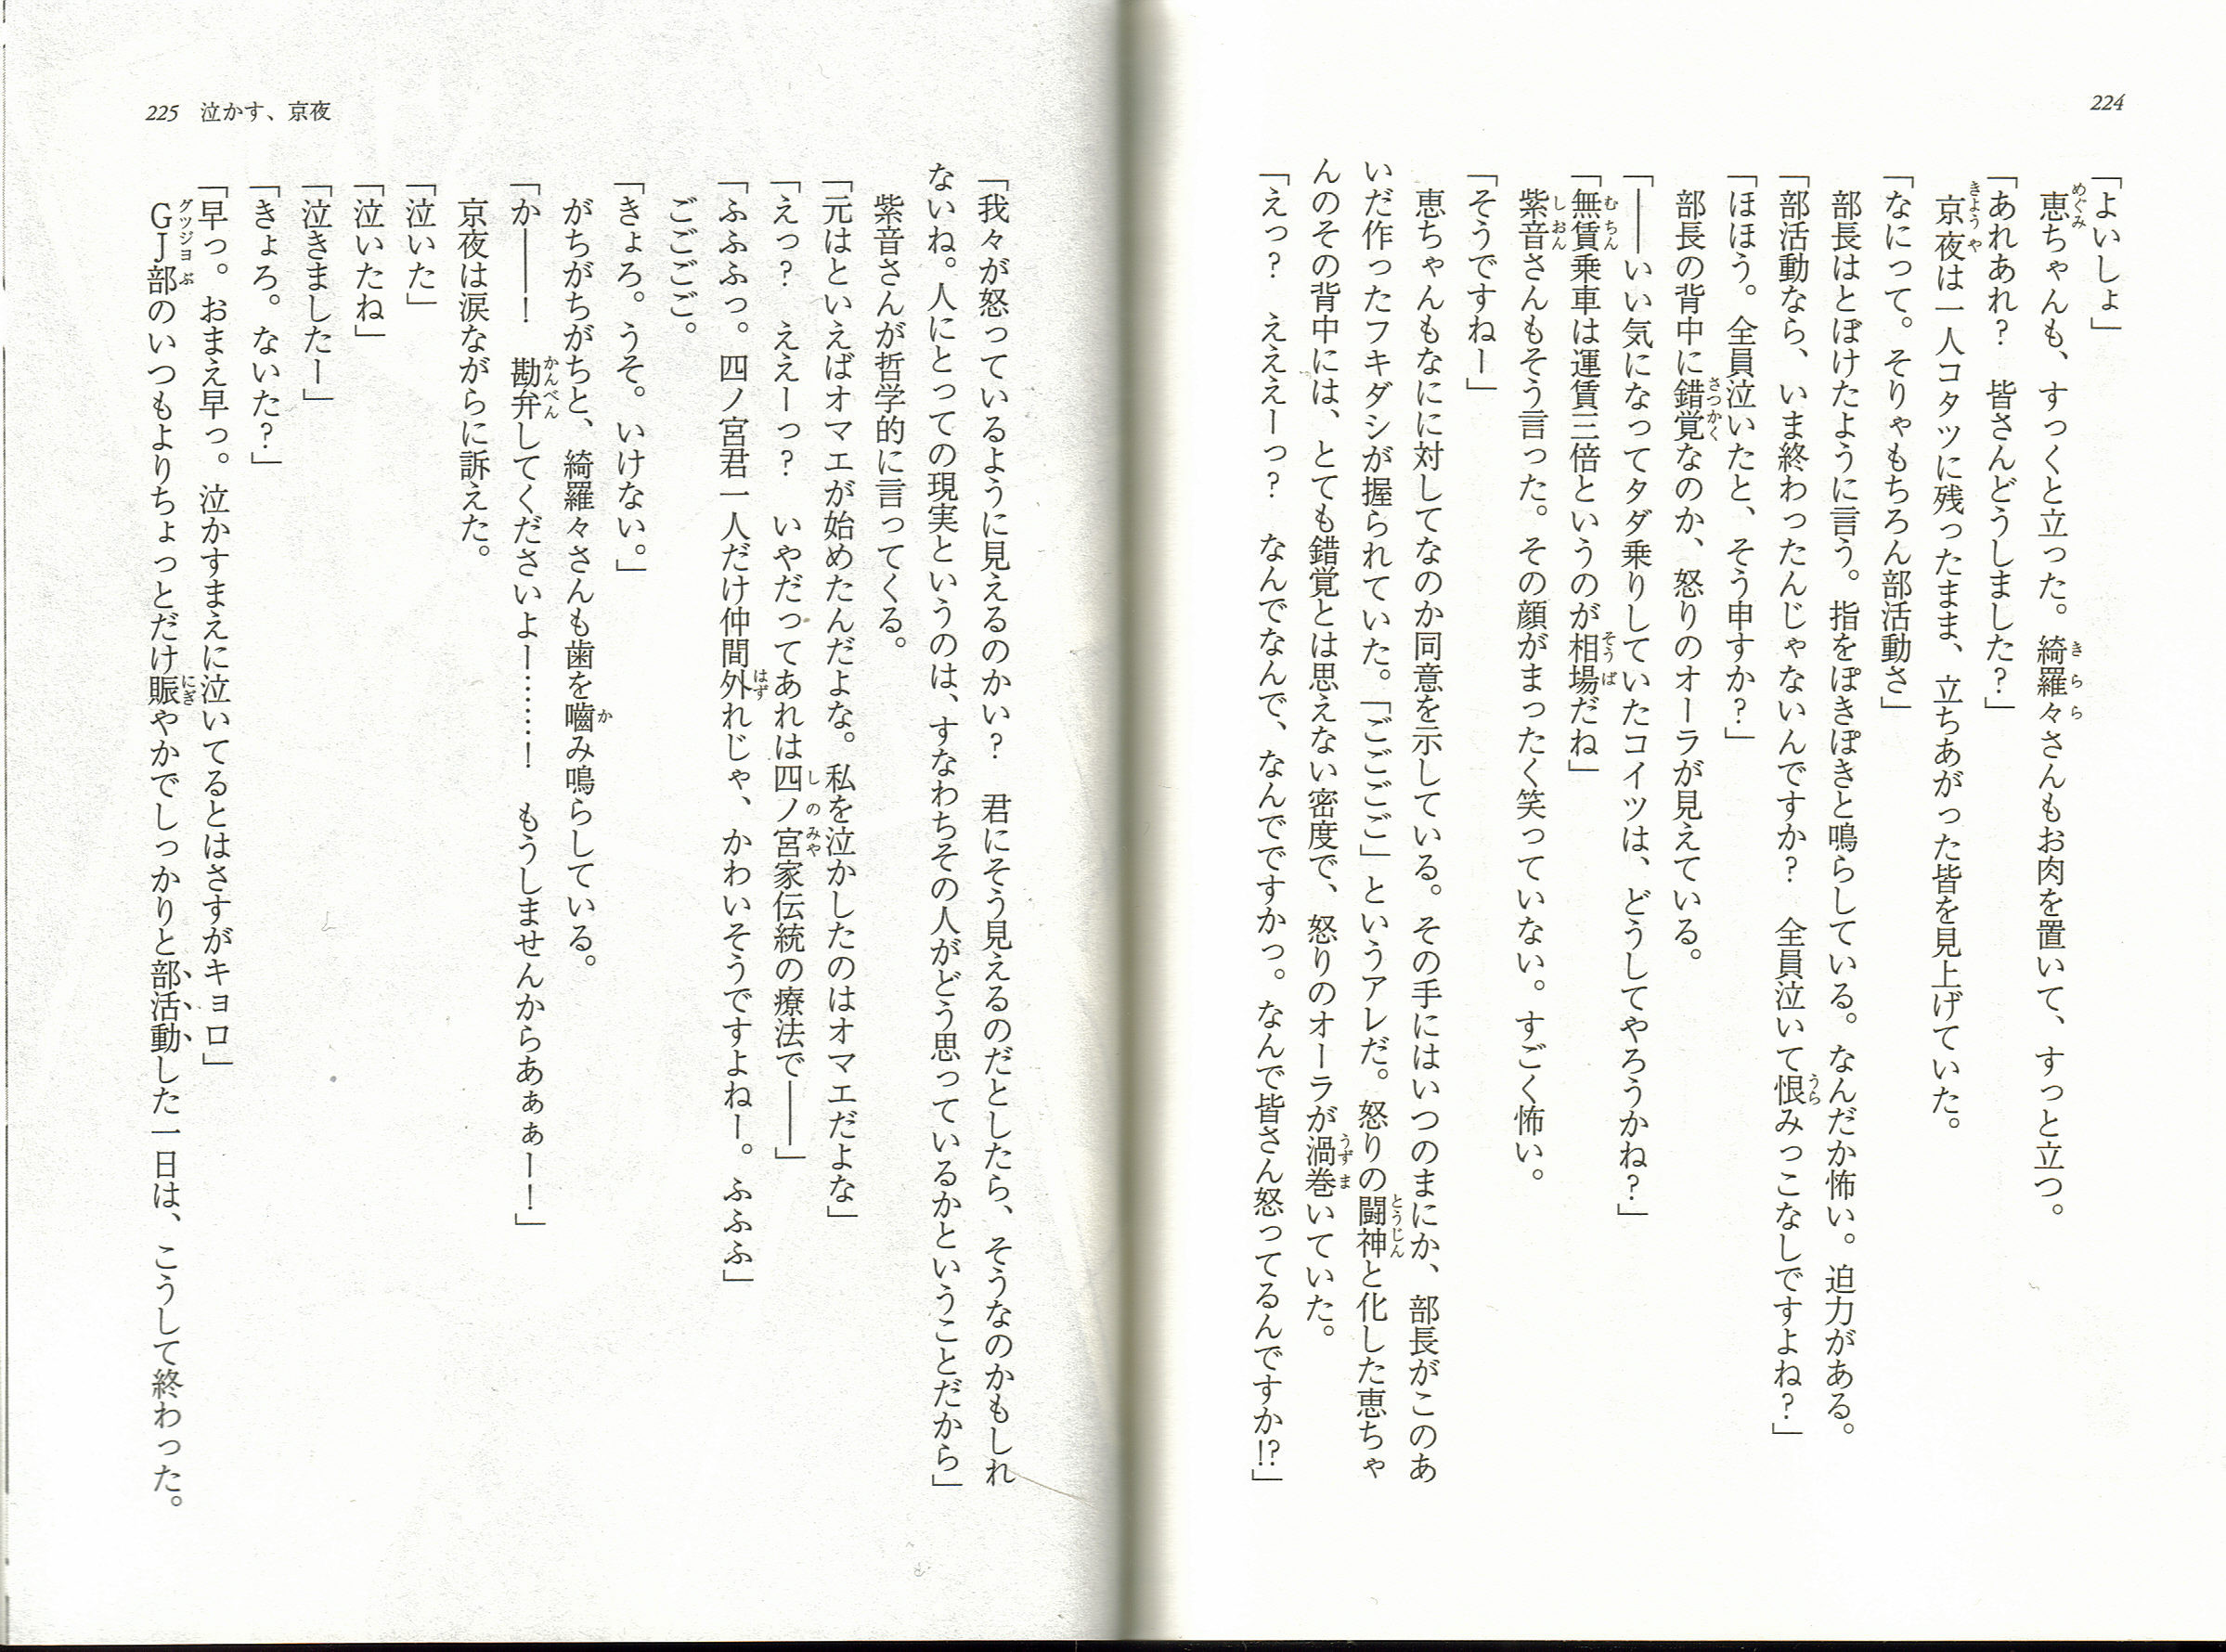 224
「よいしょ」
恵ちゃんも、すっくと立った。綺羅々さんもお肉を置いて、すっと立つ。
「あれあれ？　皆さんどうしました？」
京夜は一人コタツに残ったまま、立ちあがった皆を見上げていた。
「なにって。そりゃもちろん部活動さ」
部長はとぼけたように言う。指をぽきぽきと鳴らしている。なんだか怖い。迫力がある。
「部活動なら、いま終わったんじゃないんですか？　全員泣いて恨みっこなしですよね？」
「ほほう。全員泣いたと、そう申すか？」
部長の背中に錯覚なのか、怒りのオーラが見えている。
「――いい気になってタダ乗りしていたコイツは、どうしてやろうかね？」
「無賃乗車は運賃三倍というのが相場だね」
紫音さんもそう言った。その顔がまったく笑っていない。すごく怖い。
「そうですねー」
恵ちゃんもなにに対してなのか同意を示している。その手にはいつのまにか、部長がこのあ
いだ作ったフキダシが握られていた。「ごごごご」というアレだ。怒りの闘神と化した恵ちゃ
んのその背中には、とても錯覚とは思えない密度で、怒りのオーラが渦巻いていた。
「えっ？　えええーっ？　なんでなんで、なんでですかっ。なんで皆さん怒ってるんですか!?」
225　泣かす、京夜
「我々が怒っているように見えるのかい？　君にそう見えるのだとしたら、そうなのかもしれ
ないね。人にとっての現実というのは、すなわちその人がどう思っているかということだから」
紫音さんが哲学的に言ってくる。
「元はといえばオマエが始めたんだよな。私を泣かしたのはオマエだよな」
「えっ？　ええーっ？　いやだってあれは四ノ宮家伝統の療法で――」
「ふふふっ。四ノ宮君一人だけ仲間外れじゃ、かわいそうですよねー。ふふふ」
ごごごご。
「きょろ。うそ。いけない。」
がちがちがちと、綺羅々さんも歯を嚙み鳴らしている。
「か――！　勘弁してくださいよー……！　もうしませんからあぁぁー！」
京夜は涙ながらに訴えた。
「泣いた」
「泣いたね」
「泣きましたー」
「きょろ。ないた？」
「早っ。おまえ早っ。泣かすまえに泣いてるとはさすがキョロ」
ＧＪ部のいつもよりちょっとだけ賑やかでしっかりと部活動した一日は、こうして終わった。